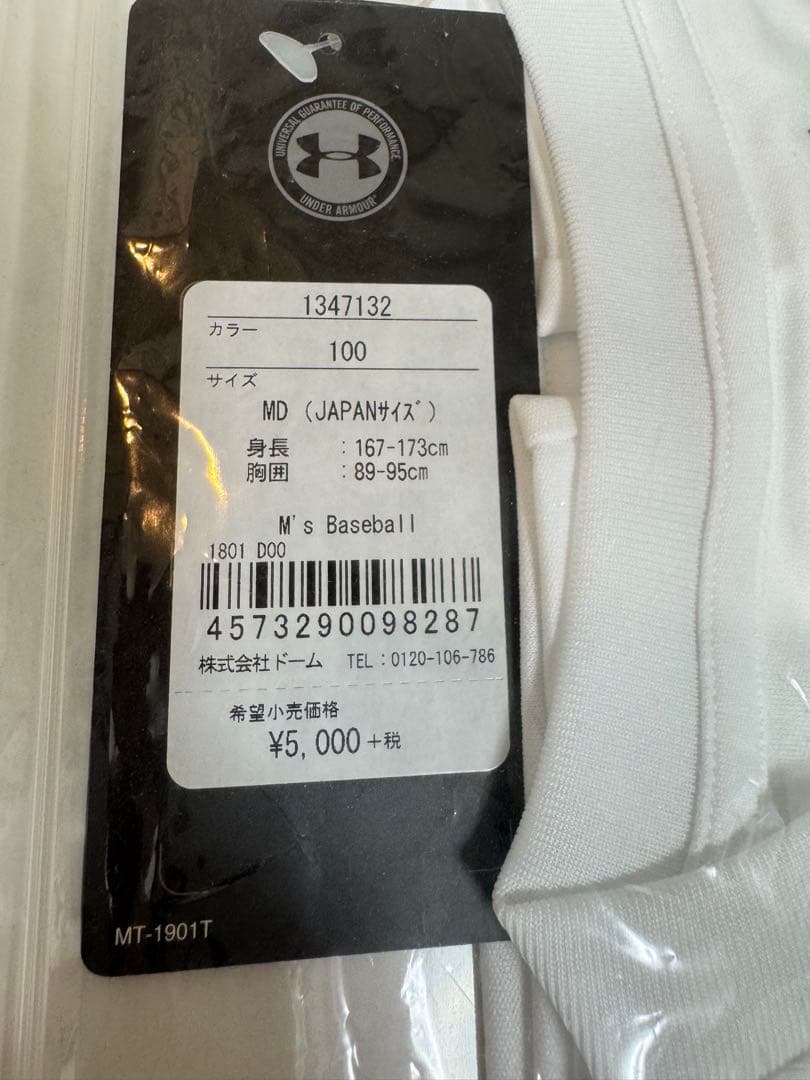 UNIVERSAL GUARANTEE OF PERFORMANCE
UNDER ARMOUR
1347132
カラー
100
サイズ
MD (JAPANｻｲｽﾞ)
身長 :167-173cm
胸囲 :89-95cm
M's Baseball
1801 D00
4573290098287
株式会社ドーム TEL:0120-106-786
希望小売価格
¥5,000+税
MT-1901T